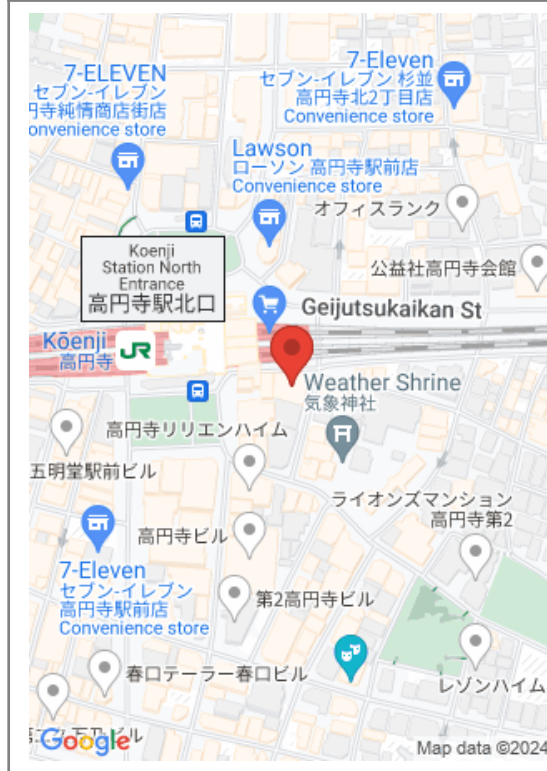 7-Eleven
セブン-イレブン 杉並
高円寺北2丁目店
Convenience store
7-ELEVEN
セブン-イレブン
円寺純情商店街店
onvenience store
Lawson
ローソン 高円寺駅前店
Convenience store
オフィスランク
Koenji
Station North
Entrance
高円寺駅北口
公益社高円寺会館
Geijutsukaikan St
Kōenji
高円寺
JR
Weather Shrine
気象神社
高円寺リリエンハイム
五明堂駅前ビル
ライオンズマンション
高円寺第2
高円寺ビル
7-Eleven
セブン-イレブン
高円寺駅前店
Convenience store
第2高円寺ビル
春口テーラー春口ビル
レゾンハイム
ビル
Google
Map data ©2024